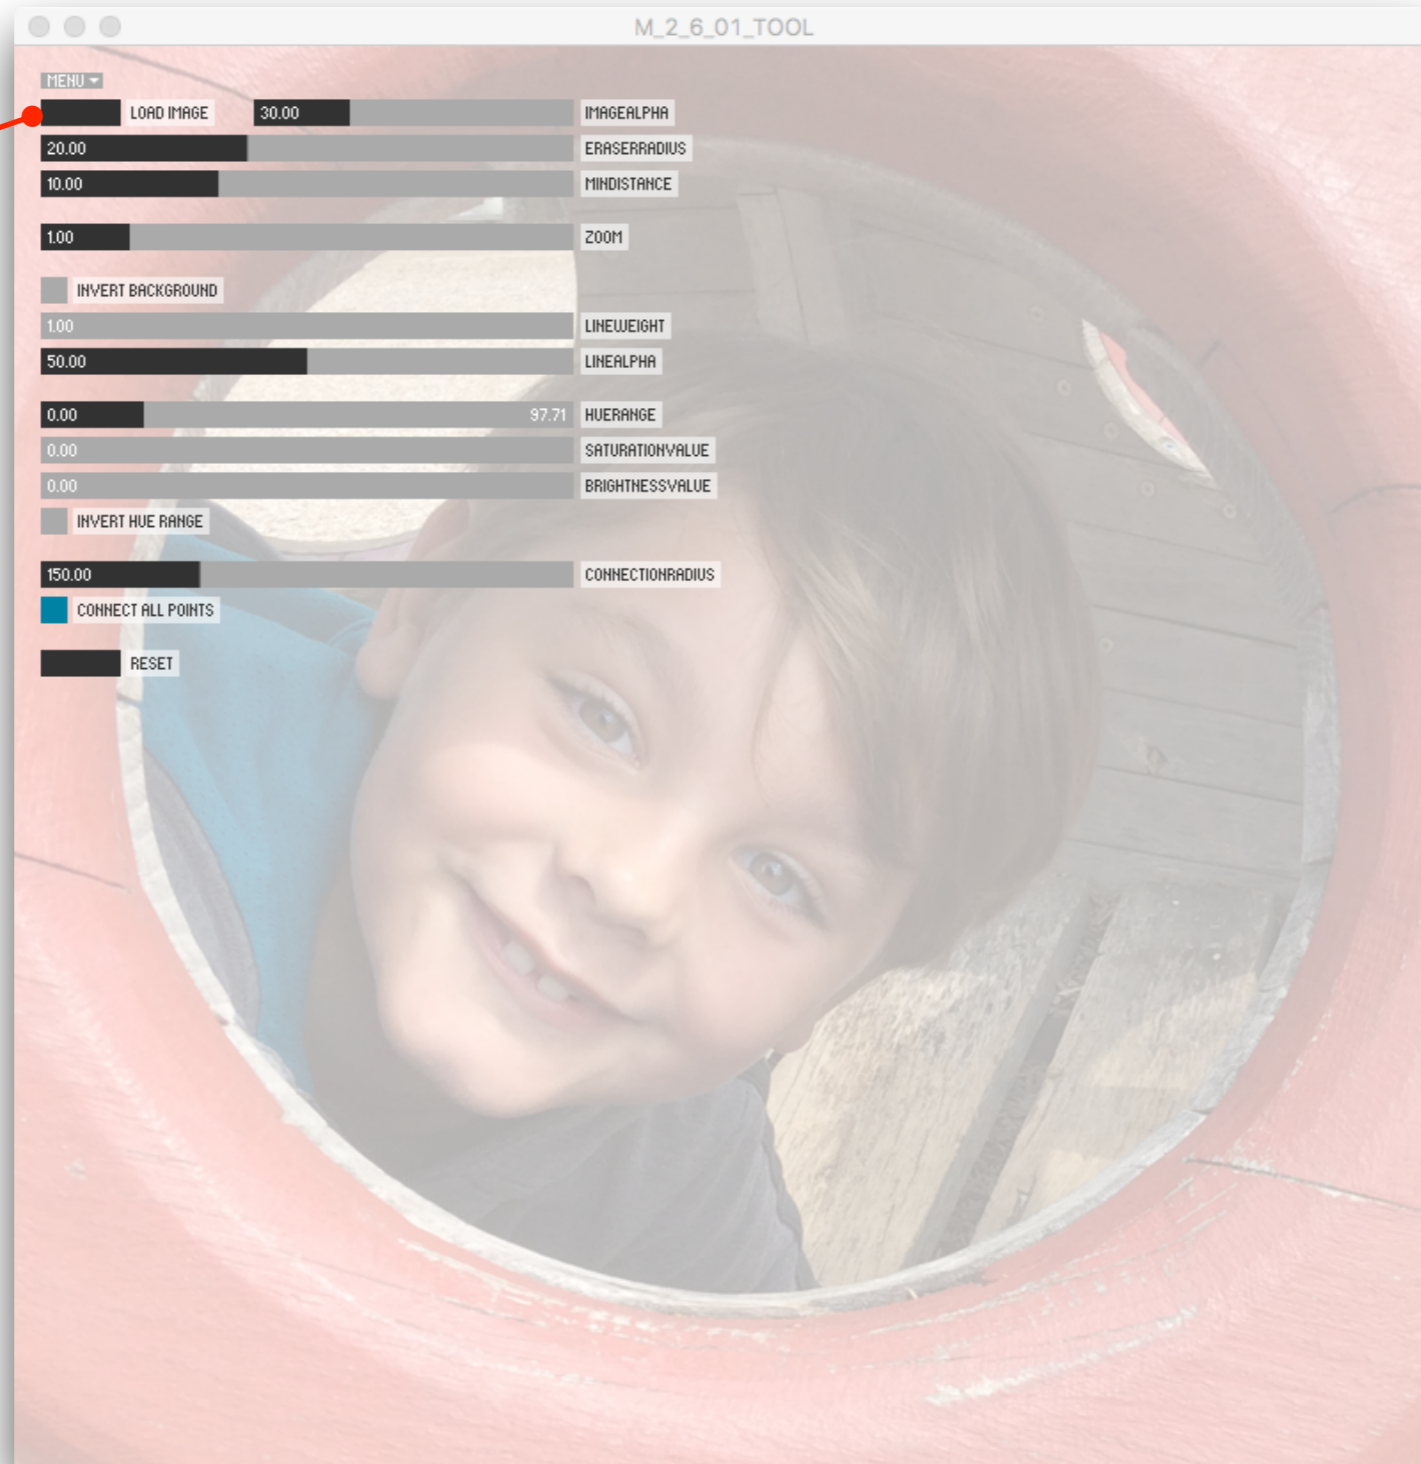 M_2_6_01_TOOL
MENU
LOAD IMAGE 30.00 IMAGEALPHA
20.00 ERASERRADIUS
10.00 MINDISTANCE
1.00 ZOOM
INVERT BACKGROUND
1.00 LINEWEIGHT
50.00 LINEALPHA
0.00 97.71 HUERANGE
0.00 SATURATIONVALUE
0.00 BRIGHTNESSVALUE
INVERT HUE RANGE
150.00 CONNECTIONRADIUS
CONNECT ALL POINTS
RESET